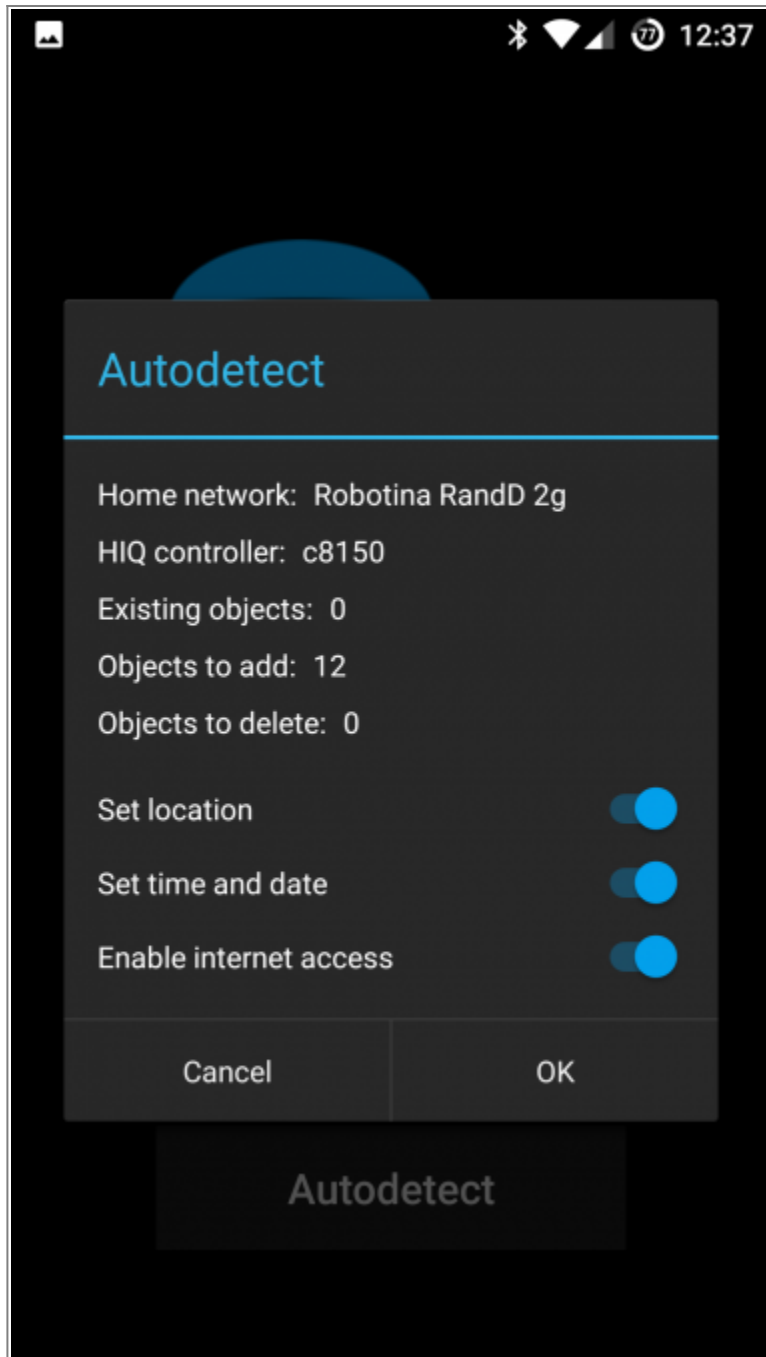 77 12:37
Autodetect
Home network: Robotina RandD 2g
HIQ controller: c8150
Existing objects: 0
Objects to add: 12
Objects to delete: 0
Set location
Set time and date
Enable internet access
Cancel OK
Autodetect